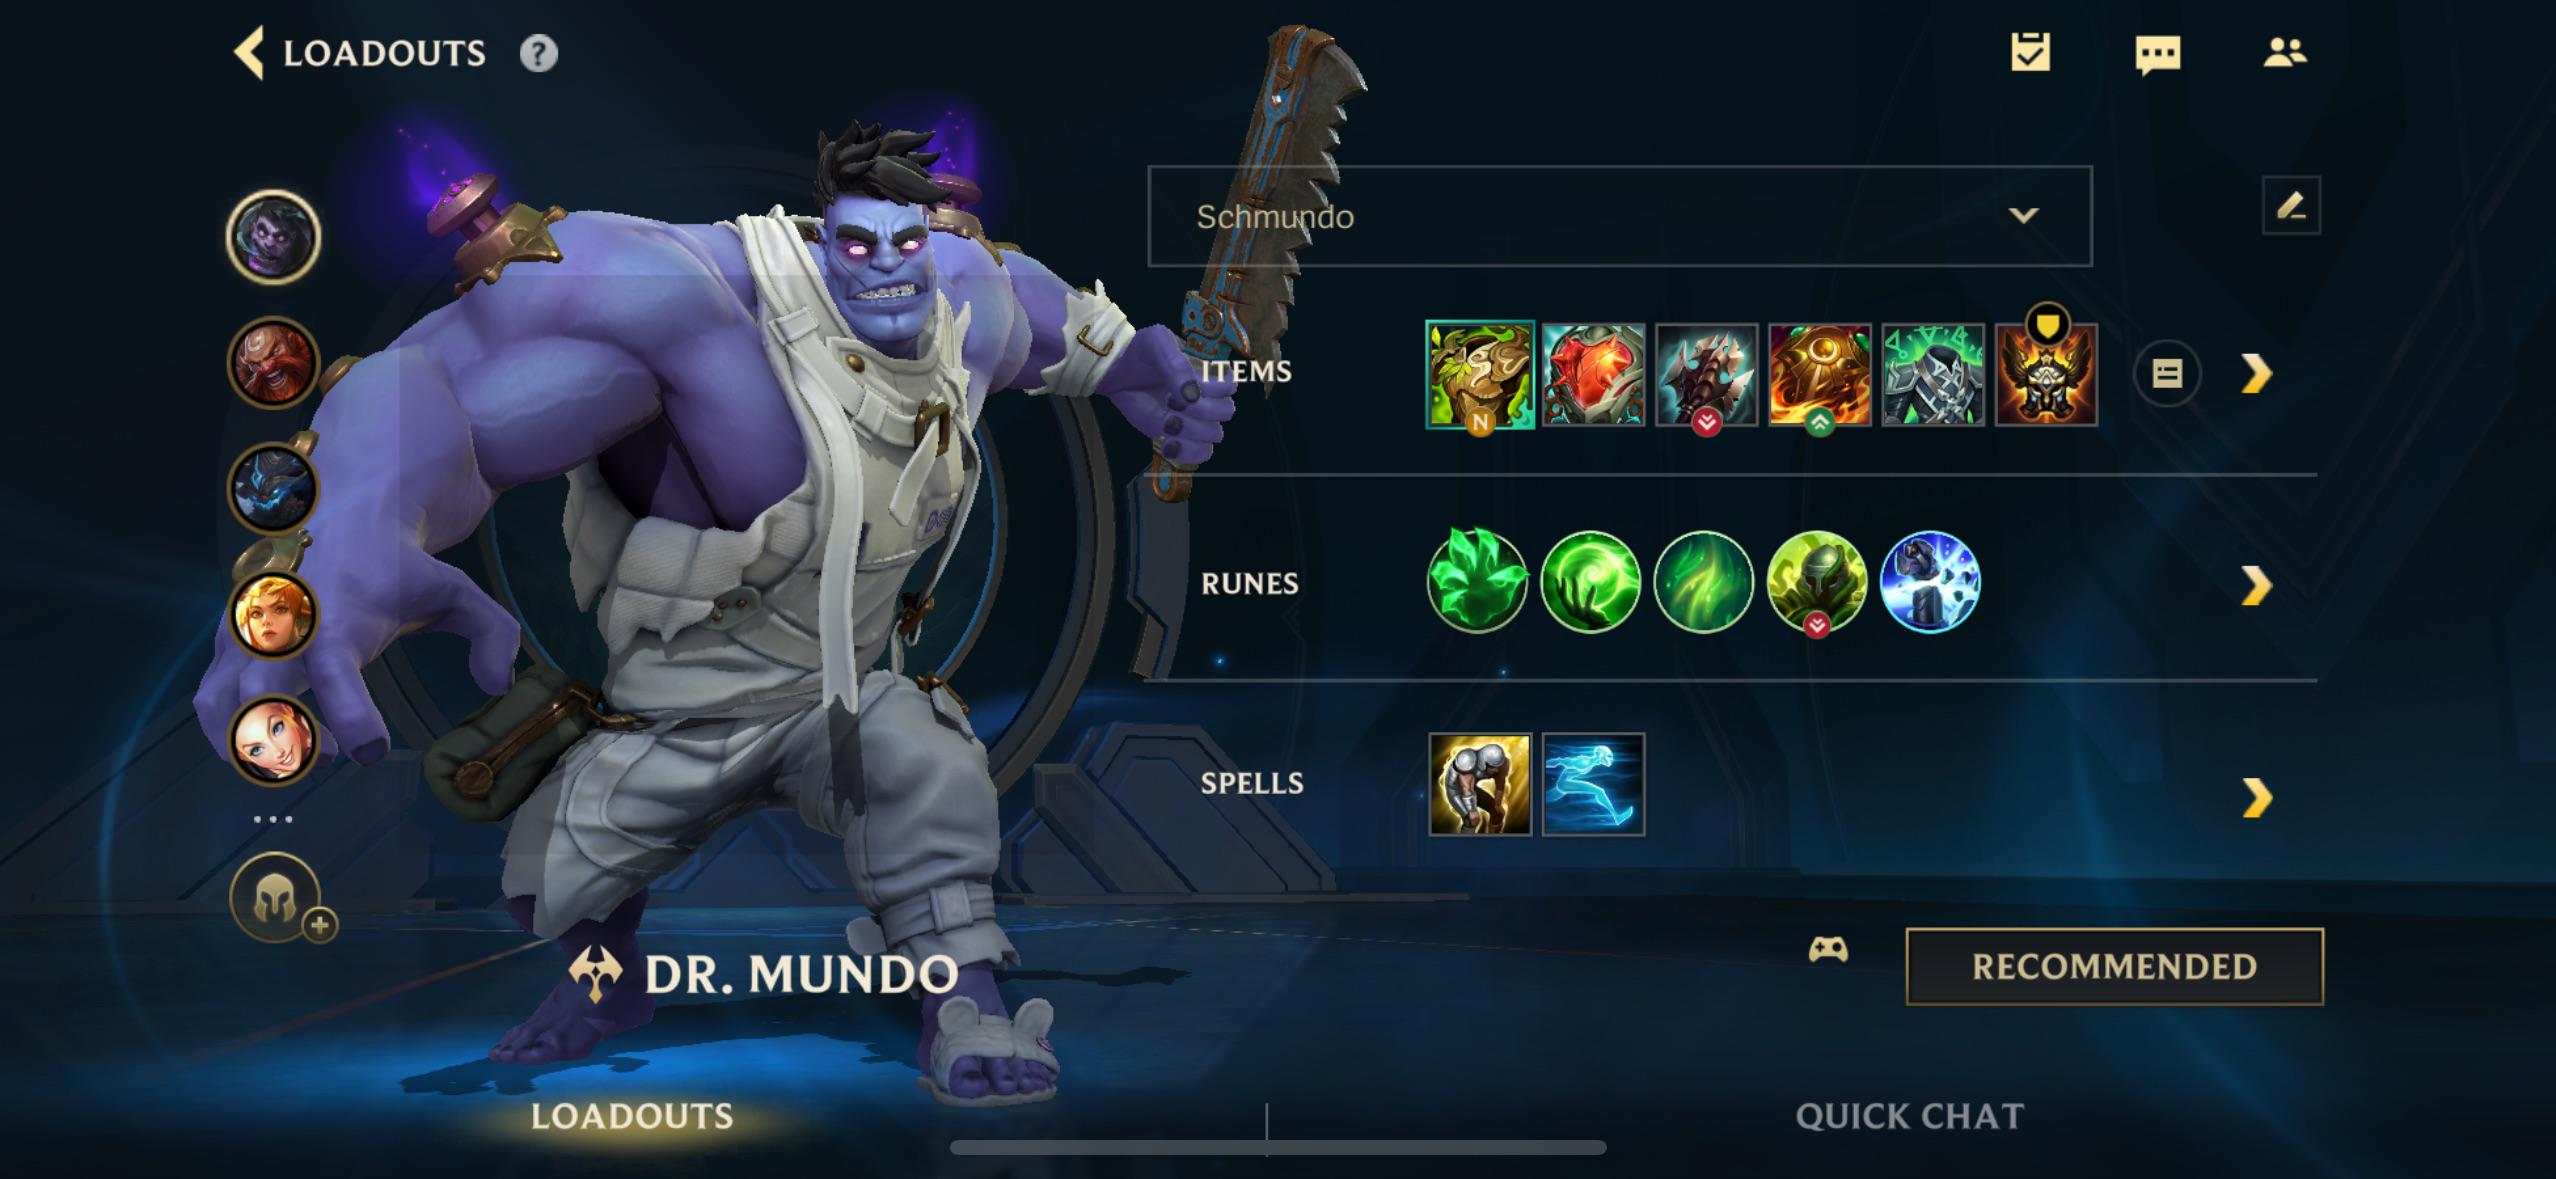 LOADOUTS ?
Schmundo
ITEMS
N
RUNES
SPELLS
...
DR. MUNDO
RECOMMENDED
LOADOUTS
QUICK CHAT